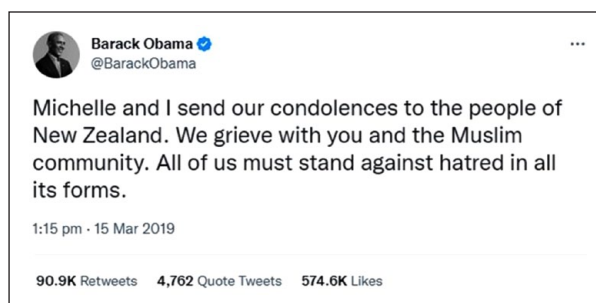 Barack Obama
@BarackObama
Michelle and I send our condolences to the people of
New Zealand. We grieve with you and the Muslim
community. All of us must stand against hatred in all
its forms.
1:15 pm · 15 Mar 2019
90.9K Retweets 4,762 Quote Tweets 574.6K Likes